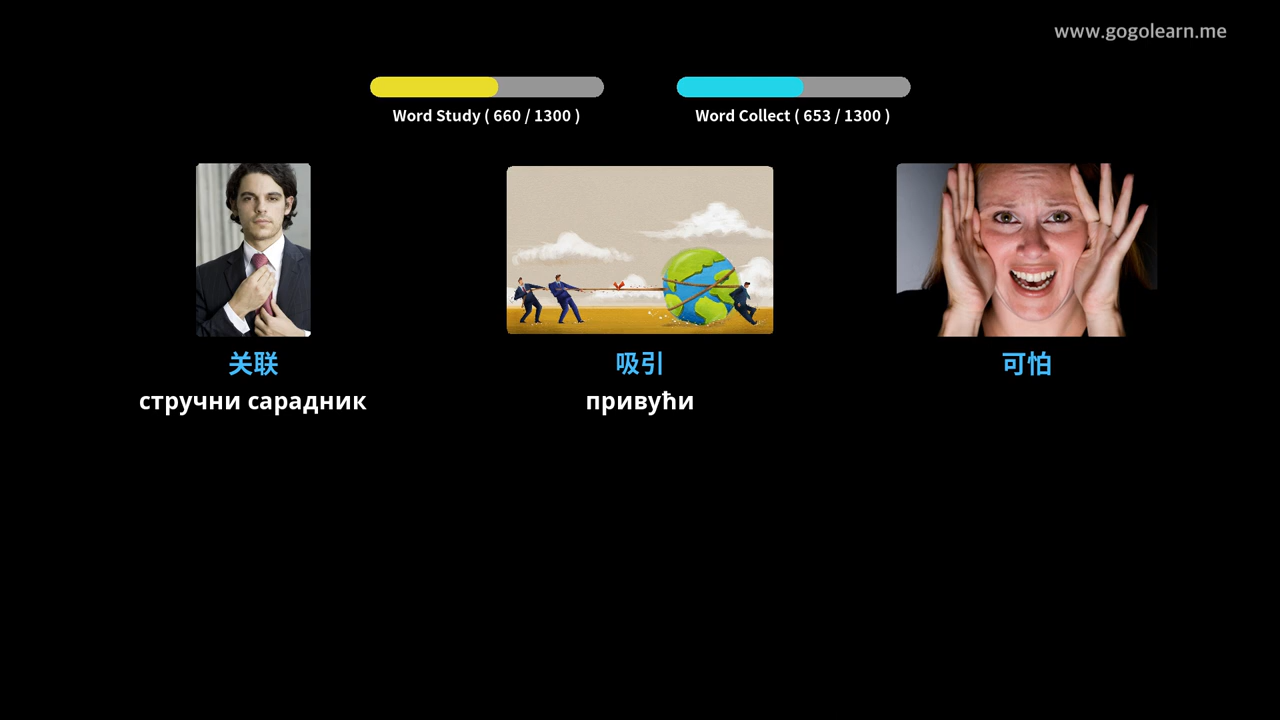 www.gogolearn.me
Word Study ( 660 / 1300 )
Word Collect ( 653 / 1300 )
关联
吸引
可怕
стручни сарадник
привући